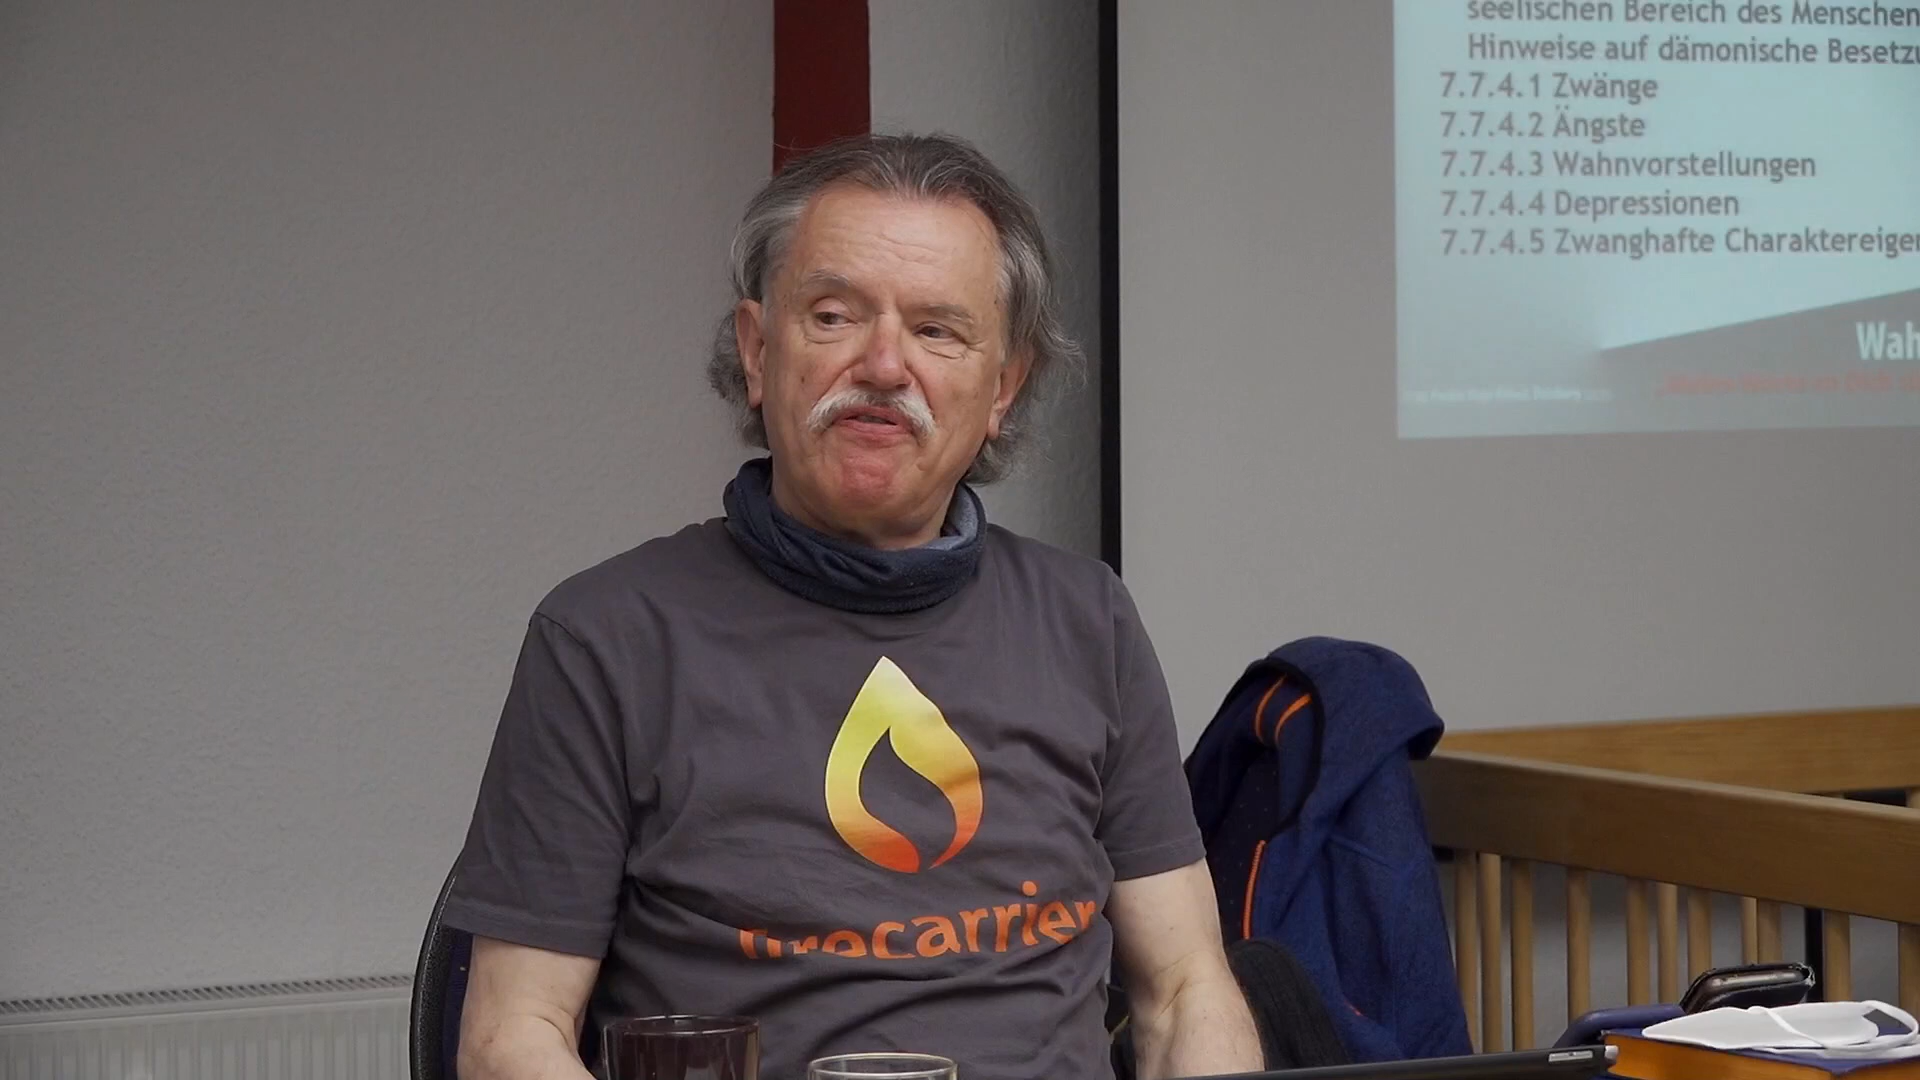 seelischen Bereich des Menschen
Hinweise auf dämonische Besetzu
7.7.4.1 Zwänge
7.7.4.2 Ängste
7.7.4.3 Wahnvorstellungen
7.7.4.4 Depressionen
7.7.4.5 Zwanghafte Charaktereigen
Wah
firecarrier